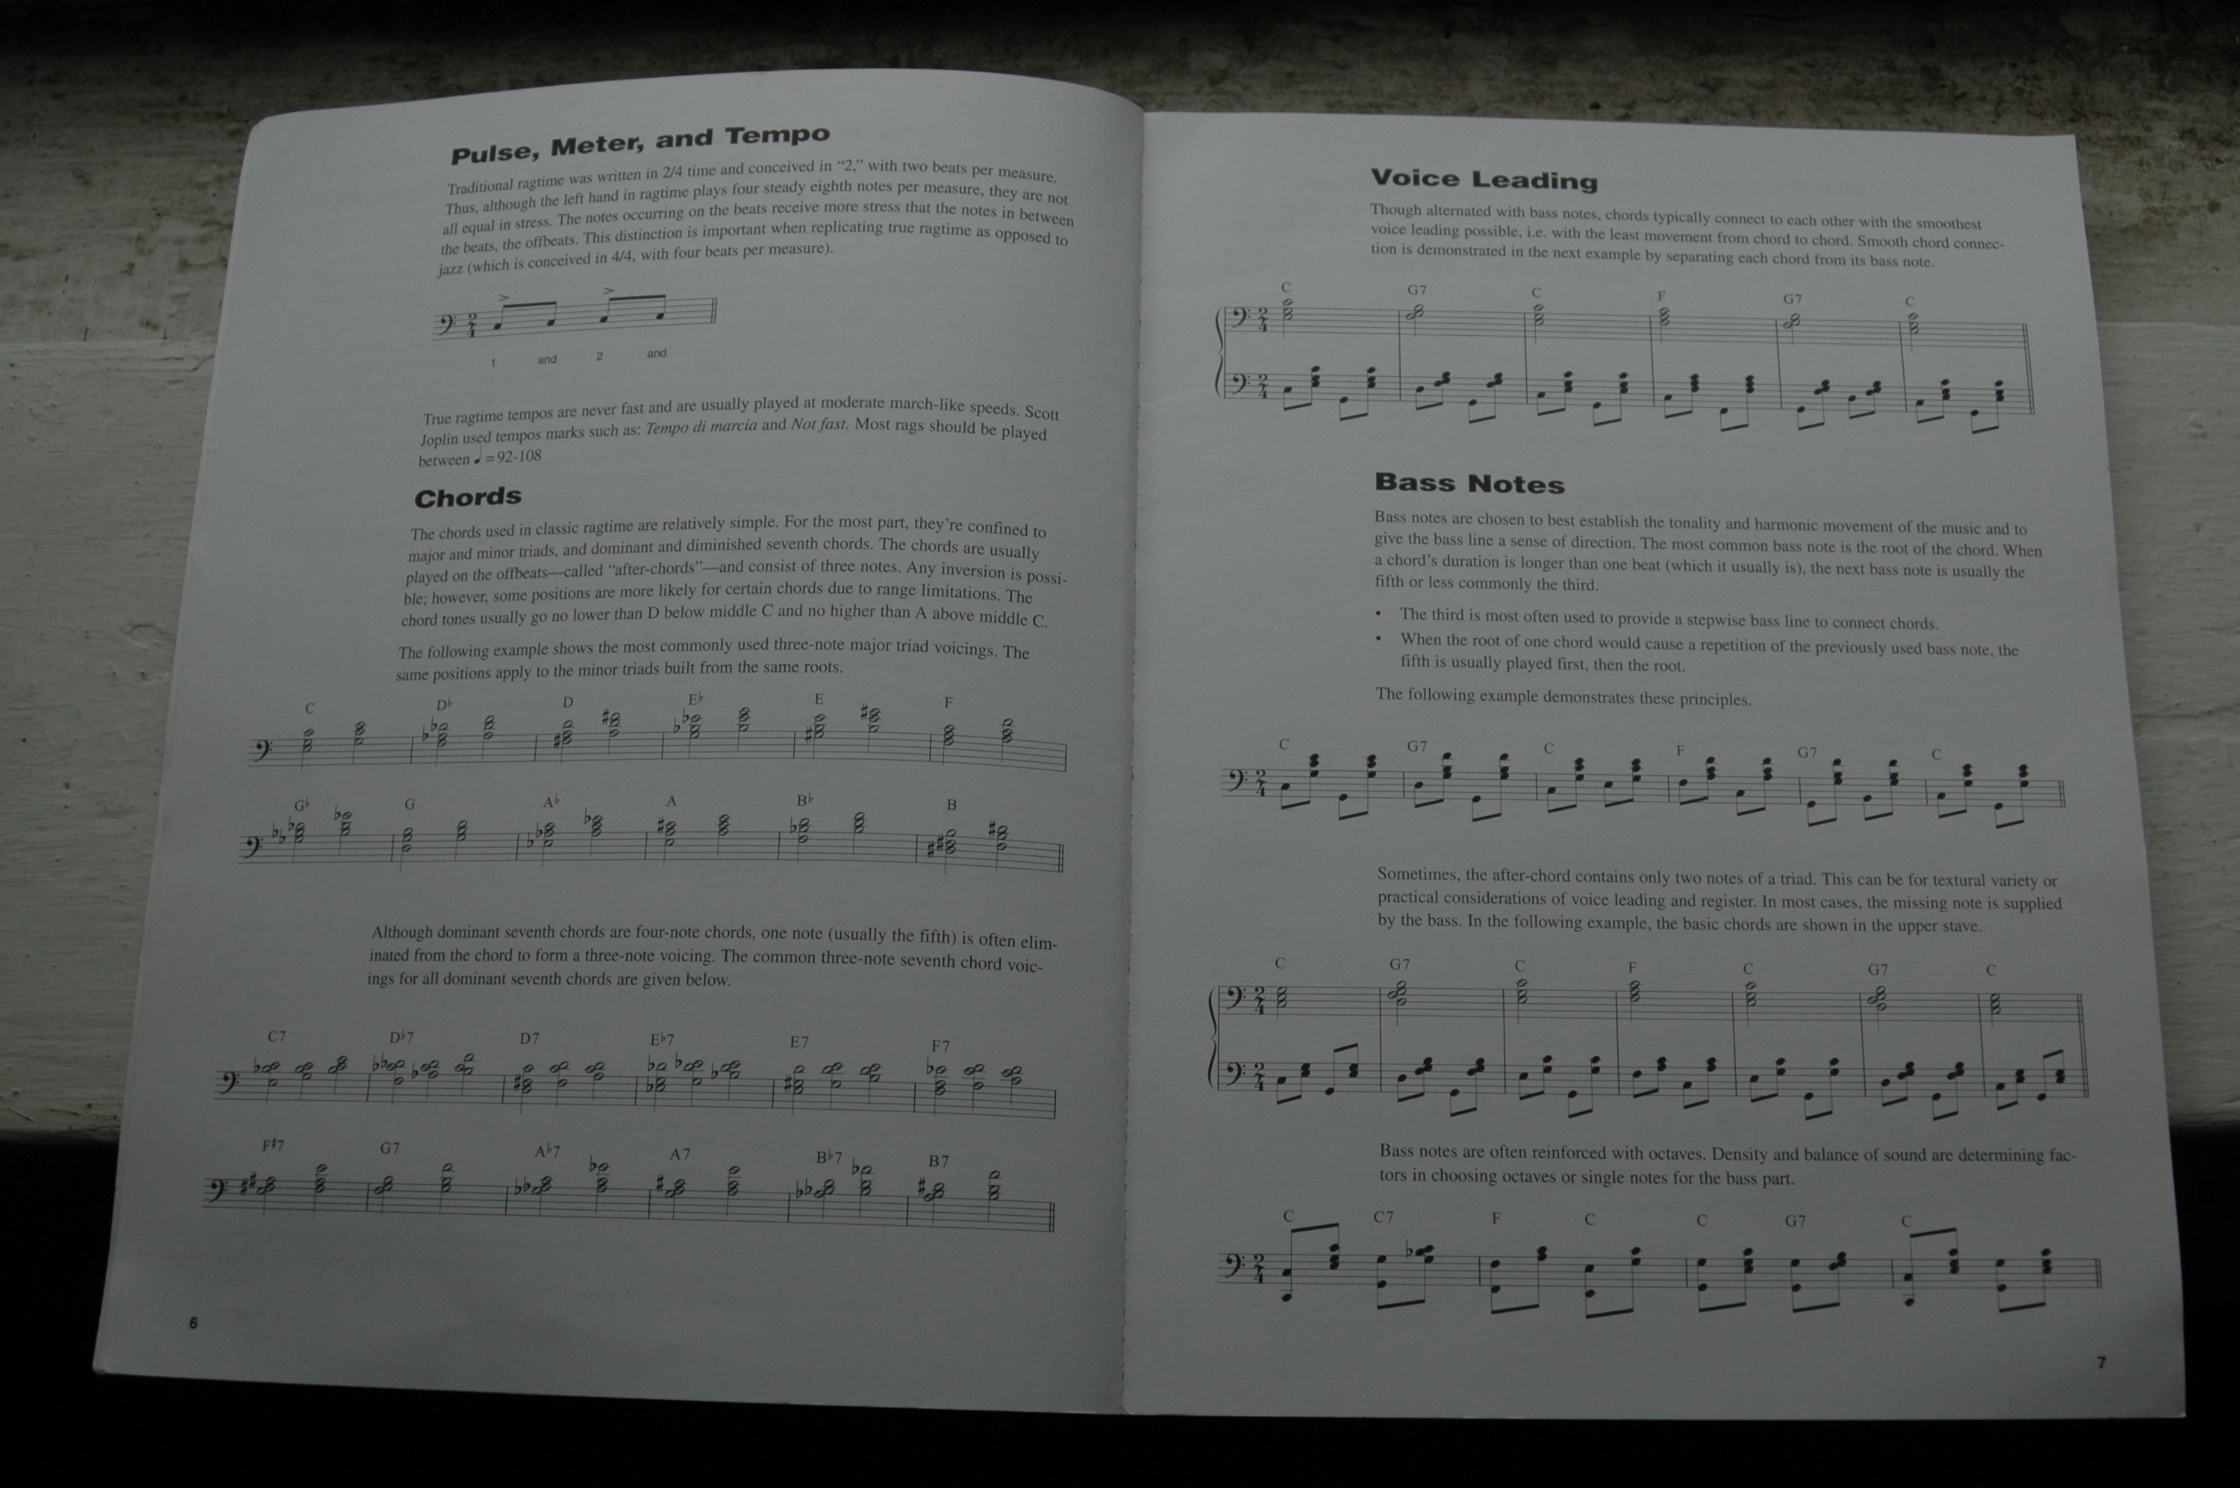 Pulse, Meter, and Tempo
Traditional ragtime was written in 2/4 time and conceived in “2,” with two beats per measure.
Thus, although the left hand in ragtime plays four steady eighth notes per measure, they are not
all equal in stress. The notes occurring on the beats receive more stress that the notes in between
the beats, the offbeats. This distinction is important when replicating true ragtime as opposed to
jazz (which is conceived in 4/4, with four beats per measure).
2
4
1 and 2 and
True ragtime tempos are never fast and are usually played at moderate march-like speeds. Scott
Joplin used tempos marks such as: Tempo di marcia and Not fast. Most rags should be played
between ♩ = 92-108
Chords
The chords used in classic ragtime are relatively simple. For the most part, they’re confined to
major and minor triads, and dominant and diminished seventh chords. The chords are usually
played on the offbeats—called “after-chords”—and consist of three notes. Any inversion is possi-
ble; however, some positions are more likely for certain chords due to range limitations. The
chord tones usually go no lower than D below middle C and no higher than A above middle C.
The following example shows the most commonly used three-note major triad voicings. The
same positions apply to the minor triads built from the same roots.
C D♭ D E♭ E F
G♭ G A♭ A B♭ B
Although dominant seventh chords are four-note chords, one note (usually the fifth) is often elim-
inated from the chord to form a three-note voicing. The common three-note seventh chord voic-
ings for all dominant seventh chords are given below.
C7 D♭7 D7 E♭7 E7 F7
F♯7 G7 A♭7 A7 B♭7 B7
6
Voice Leading
Though alternated with bass notes, chords typically connect to each other with the smoothest
voice leading possible, i.e. with the least movement from chord to chord. Smooth chord connec-
tion is demonstrated in the next example by separating each chord from its bass note.
C G7 C F G7 C
2
4
2
4
Bass Notes
Bass notes are chosen to best establish the tonality and harmonic movement of the music and to
give the bass line a sense of direction. The most common bass note is the root of the chord. When
a chord’s duration is longer than one beat (which it usually is), the next bass note is usually the
fifth or less commonly the third.
• The third is most often used to provide a stepwise bass line to connect chords.
• When the root of one chord would cause a repetition of the previously used bass note, the
fifth is usually played first, then the root.
The following example demonstrates these principles.
C G7 C F G7 C
2
4
Sometimes, the after-chord contains only two notes of a triad. This can be for textural variety or
practical considerations of voice leading and register. In most cases, the missing note is supplied
by the bass. In the following example, the basic chords are shown in the upper stave.
C G7 C F C G7 C
2
4
2
4
Bass notes are often reinforced with octaves. Density and balance of sound are determining fac-
tors in choosing octaves or single notes for the bass part.
C C7 F C C G7 C
2
4
7